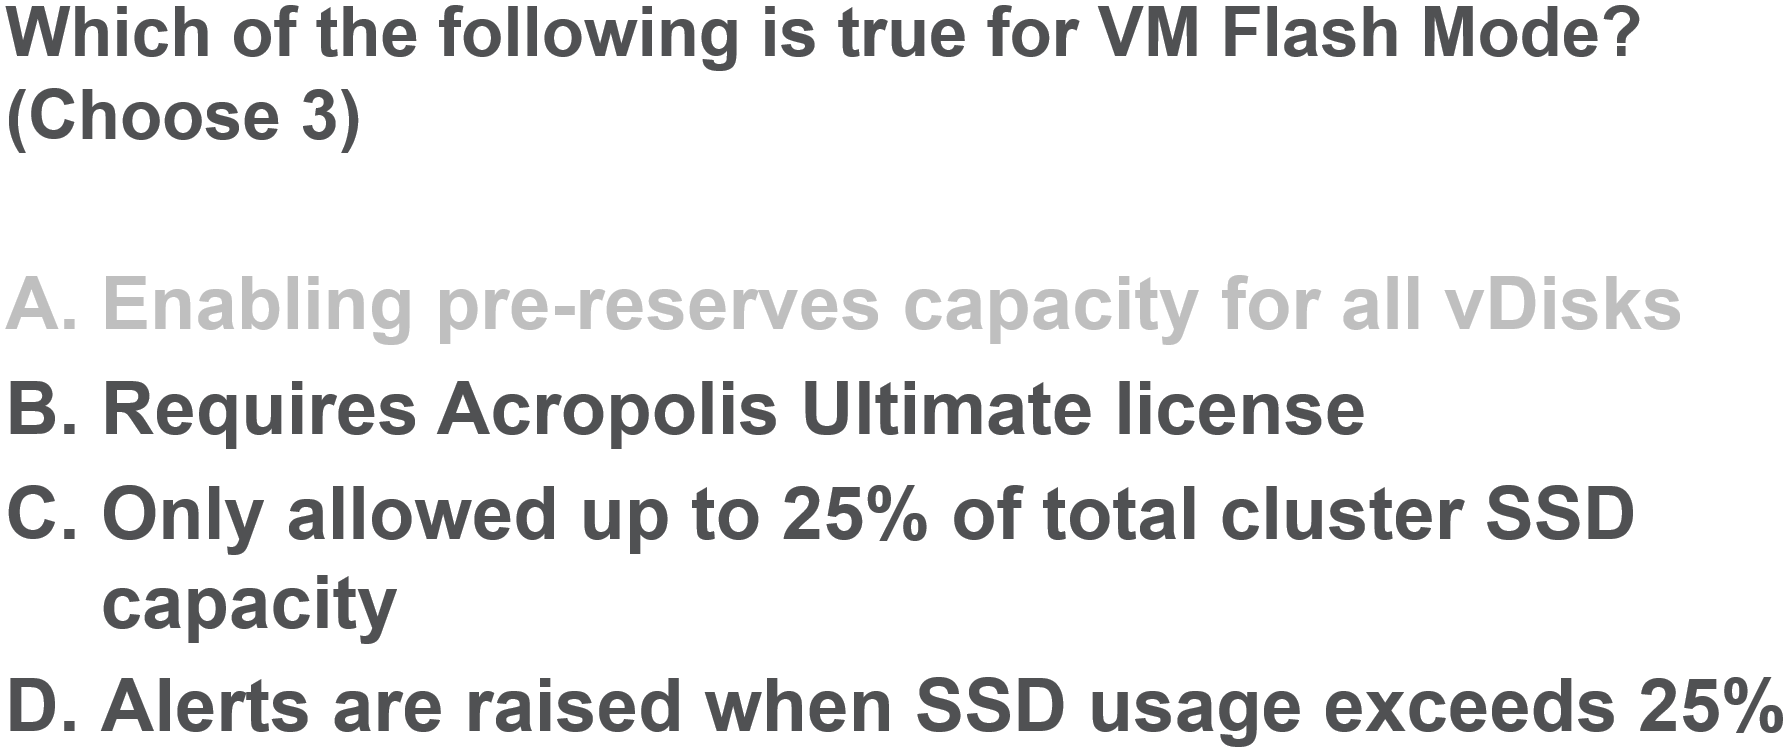 Which of the following is true for VM Flash Mode?
(Choose 3)
A. Enabling pre-reserves capacity for all vDisks
B. Requires Acropolis Ultimate license
C. Only allowed up to 25% of total cluster SSD
capacity
D. Alerts are raised when SSD usage exceeds 25%